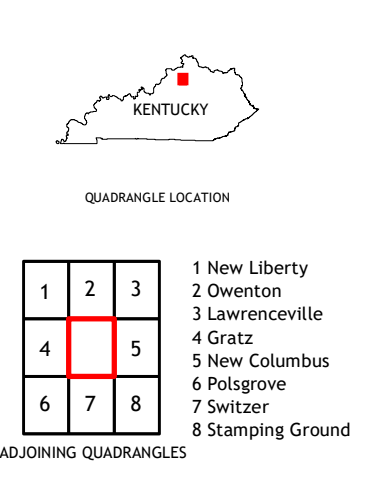 KENTUCKY
QUADRANGLE LOCATION
1 2 3
4 5
6 7 8
ADJOINING QUADRANGLES
1 New Liberty
2 Owenton
3 Lawrenceville
4 Gratz
5 New Columbus
6 Polsgrove
7 Switzer
8 Stamping Ground